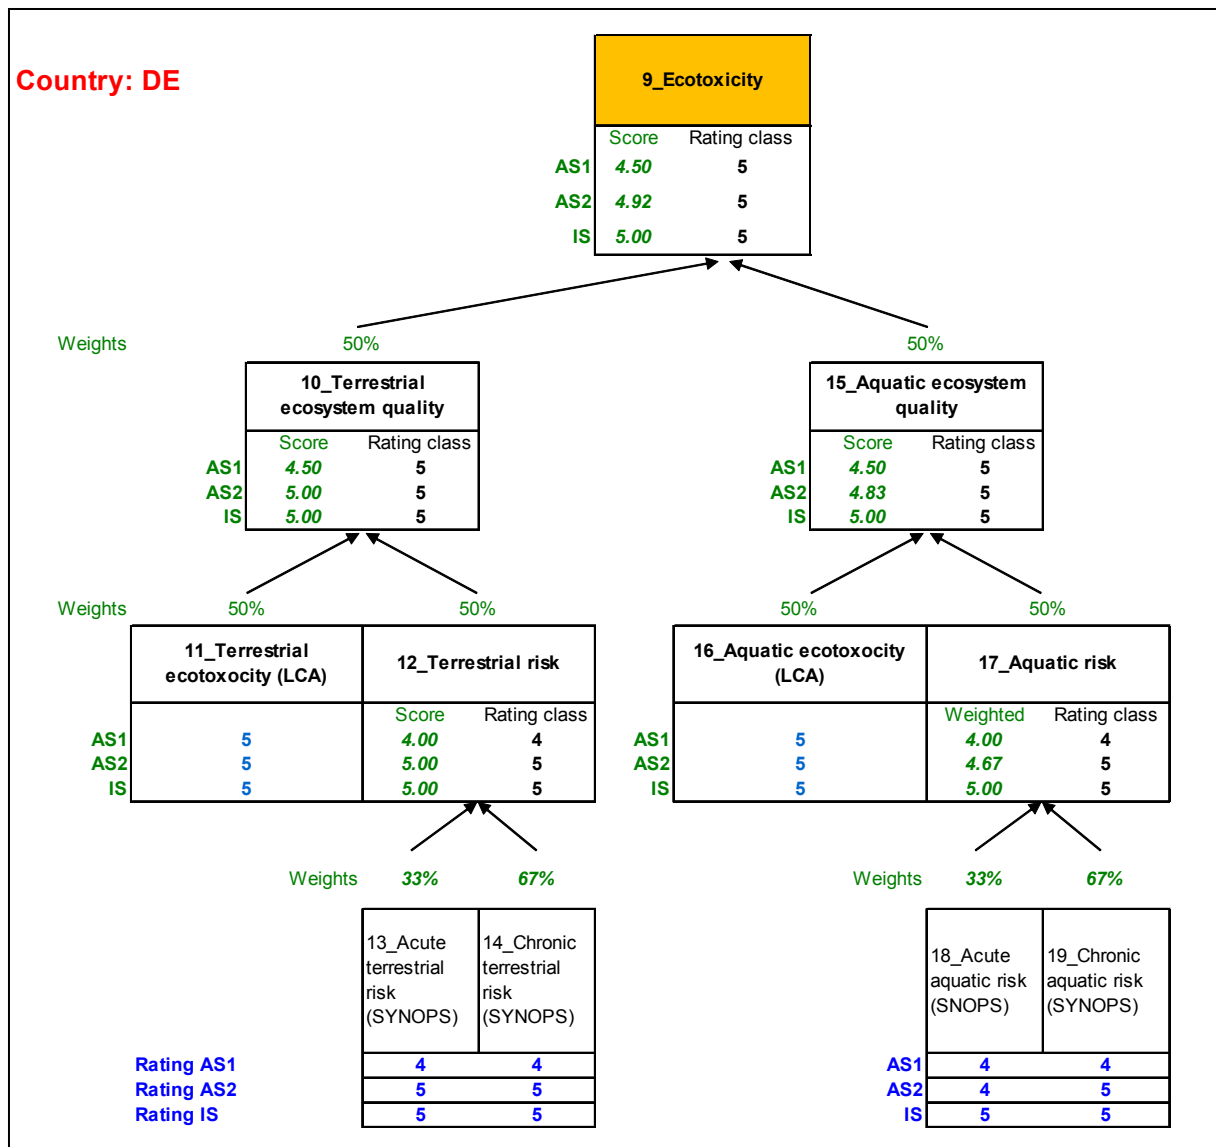 Country: DE
9_Ecotoxicity
Score Rating class
AS1 4.50 5
AS2 4.92 5
IS 5.00 5
Weights 50% 50%
10_Terrestrial
ecosystem quality
Score Rating class
AS1 4.50 5
AS2 5.00 5
IS 5.00 5
15_Aquatic ecosystem
quality
Score Rating class
AS1 4.50 5
AS2 4.83 5
IS 5.00 5
Weights 50% 50% 50% 50%
11_Terrestrial
ecotoxocity (LCA)
12_Terrestrial risk
Score Rating class
AS1 5 4.00 4
AS2 5 5.00 5
IS 5 5.00 5
16_Aquatic ecotoxocity
(LCA)
17_Aquatic risk
Weighted Rating class
AS1 5 4.00 4
AS2 5 4.67 5
IS 5 5.00 5
Weights 33% 67%
13_Acute
terrestrial
risk
(SYNOPS)
14_Chronic
terrestrial
risk
(SYNOPS)
Rating AS1 4 4
Rating AS2 5 5
Rating IS 5 5
Weights 33% 67%
18_Acute
aquatic risk
(SNOPS)
19_Chronic
aquatic risk
(SYNOPS)
AS1 4 4
AS2 4 5
IS 5 5